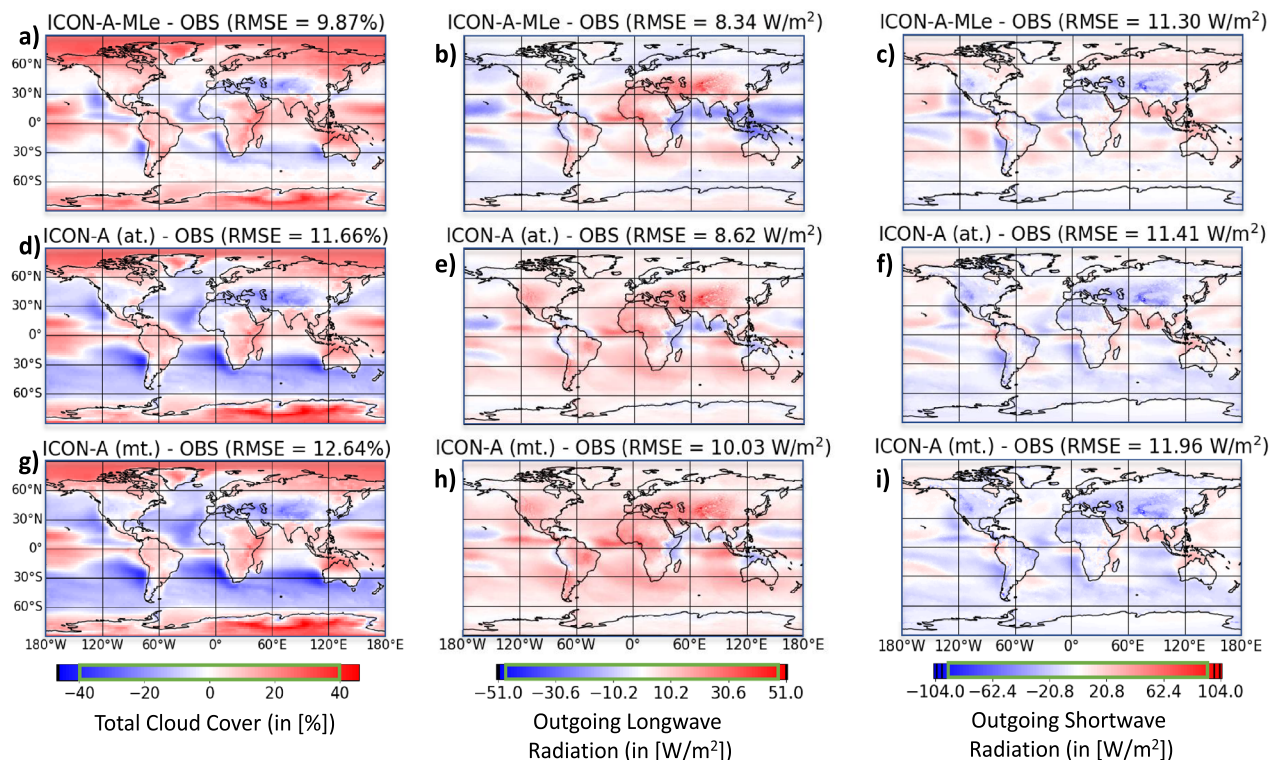 ICON-A-MLe - OBS (RMSE = 9.87%)
ICON-A-MLe - OBS (RMSE = 8.34 W/m²)
ICON-A-MLe - OBS (RMSE = 11.30 W/m²)
a)
b)
c)
60°N
30°N
0°
30°S
60°S
ICON-A (at.) - OBS (RMSE = 11.66%)
ICON-A (at.) - OBS (RMSE = 8.62 W/m²)
ICON-A (at.) - OBS (RMSE = 11.41 W/m²)
d)
e)
f)
60°N
30°N
0°
30°S
60°S
ICON-A (mt.) - OBS (RMSE = 12.64%)
ICON-A (mt.) - OBS (RMSE = 10.03 W/m²)
ICON-A (mt.) - OBS (RMSE = 11.96 W/m²)
g)
h)
i)
60°N
30°N
0°
30°S
60°S
180°W 120°W 60°W 0° 60°E 120°E 180°E
180°W 120°W 60°W 0° 60°E 120°E 180°E
180°W 120°W 60°W 0° 60°E 120°E 180°E
−40 −20 0 20 40
−51.0 −30.6 −10.2 10.2 30.6 51.0
−104.0 −62.4 −20.8 20.8 62.4 104.0
Total Cloud Cover (in [%])
Outgoing Longwave
Radiation (in [W/m²])
Outgoing Shortwave
Radiation (in [W/m²])